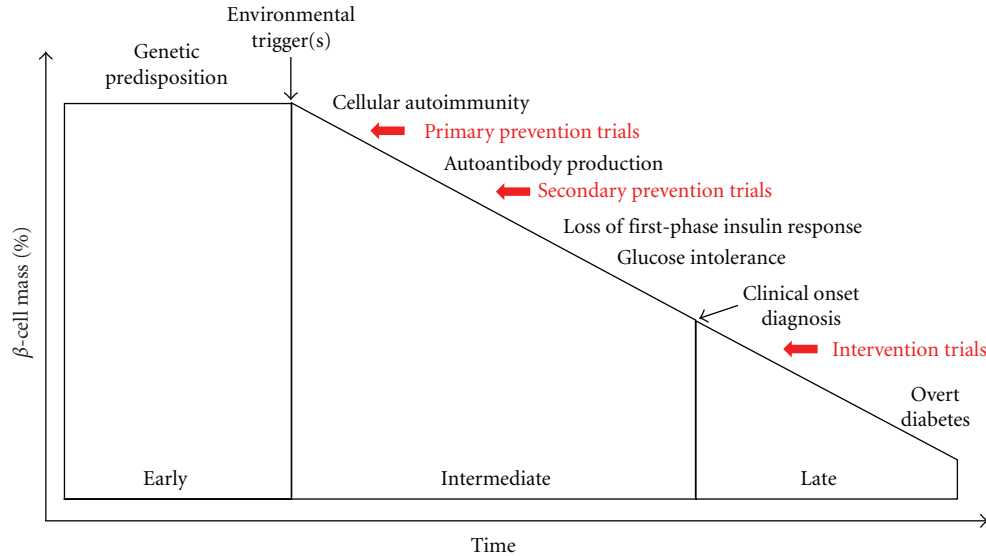 Environmental
trigger(s)
Genetic
predisposition
Cellular autoimmunity
Primary prevention trials
Autoantibody production
Secondary prevention trials
Loss of first-phase insulin response
Glucose intolerance
Clinical onset
diagnosis
Intervention trials
Overt
diabetes
β-cell mass (%)
Early
Intermediate
Late
Time